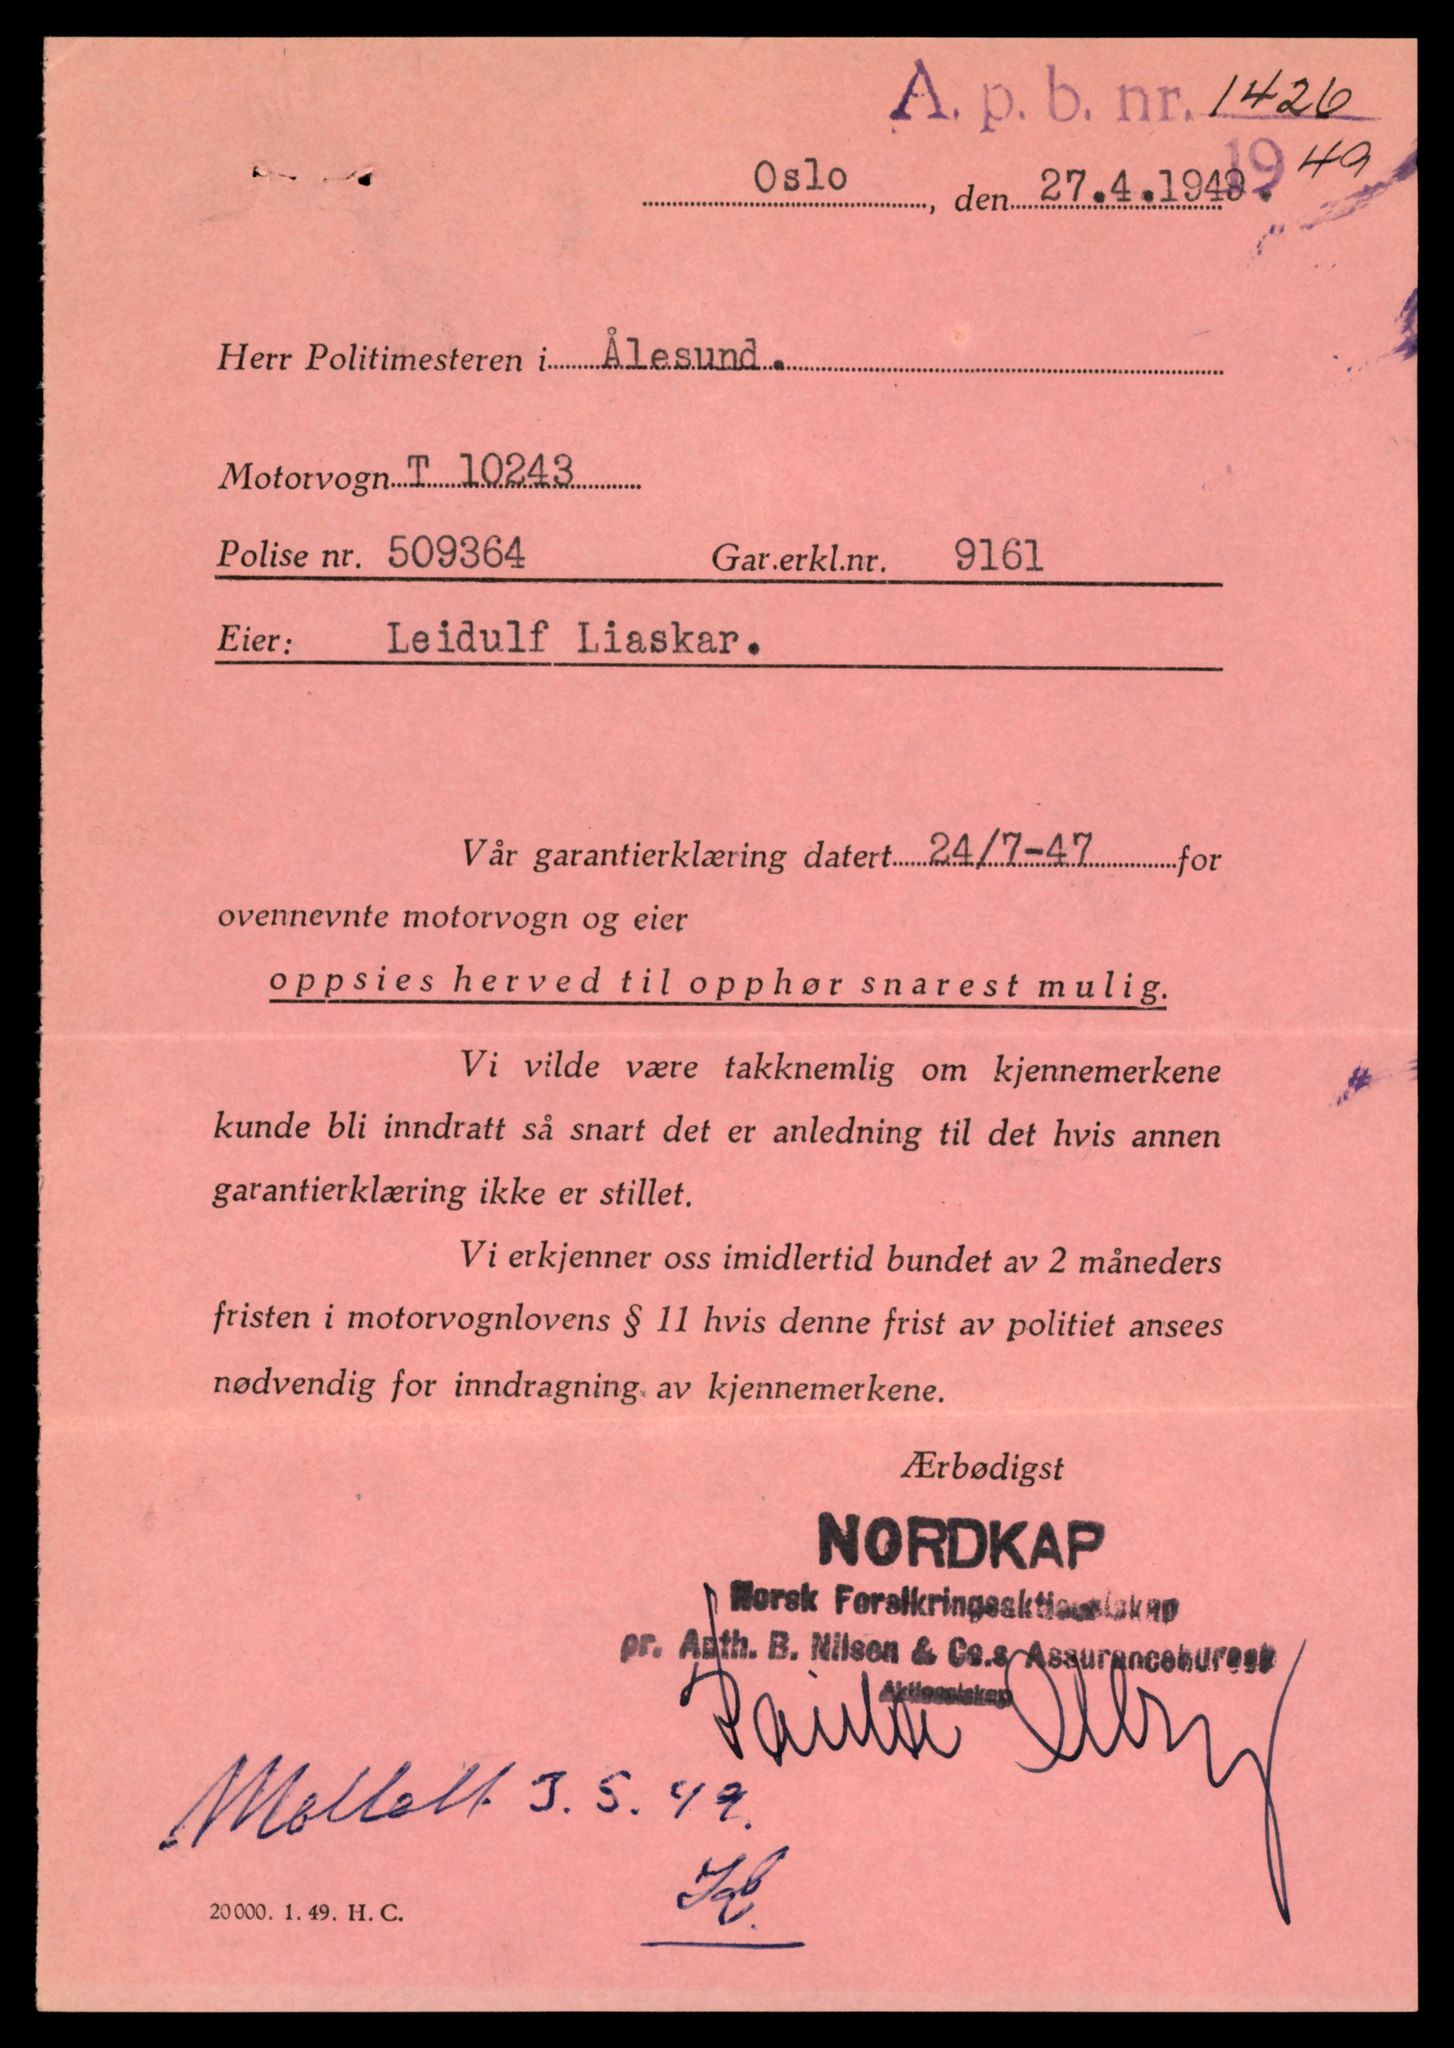 A. p. b. nr. 1426
1949
Oslo, den 27.4.1949.
Herr Politimesteren i Ålesund.
Motorvogn T 10243
Polise nr. 509364 Gar.erkl.nr. 9161
Eier: Leidulf Liaskar.
Vår garantierklæring datert 24/7-47 for
ovennevnte motorvogn og eier
oppsies herved til opphør snarest mulig.
Vi vilde være takknemlig om kjennemerkene
kunde bli inndratt så snart det er anledning til det hvis annen
garantierklæring ikke er stillet.
Vi erkjenner oss imidlertid bundet av 2 måneders
fristen i motorvognlovens § 11 hvis denne frist av politiet ansees
nødvendig for inndragning av kjennemerkene.
Ærbødigst
NORDKAP
Norsk Forsikringsaktieselskap
pr. Anth. B. Nilsen & Co.s Assurancebureau
Aktieselskap
3.5.49.
20000. 1. 49. H. C.